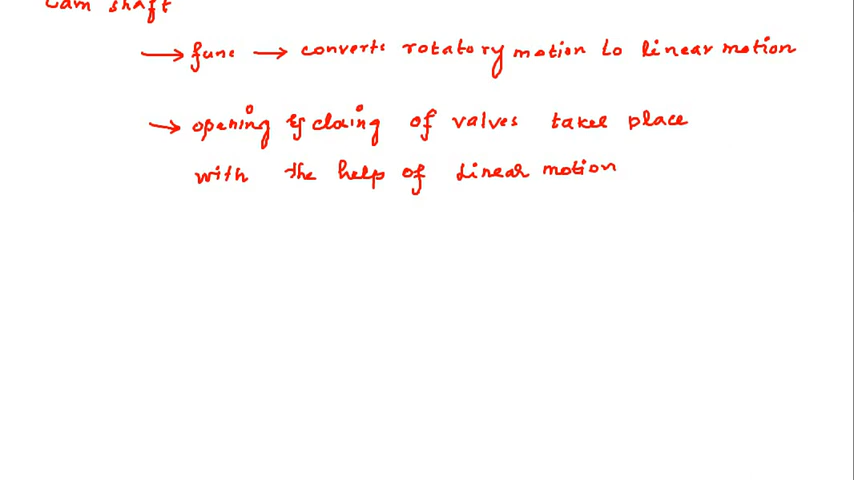 Cam shaft
→ func → converts rotatory motion to linear motion
→ opening & closing of valves takes place
with the help of linear motion